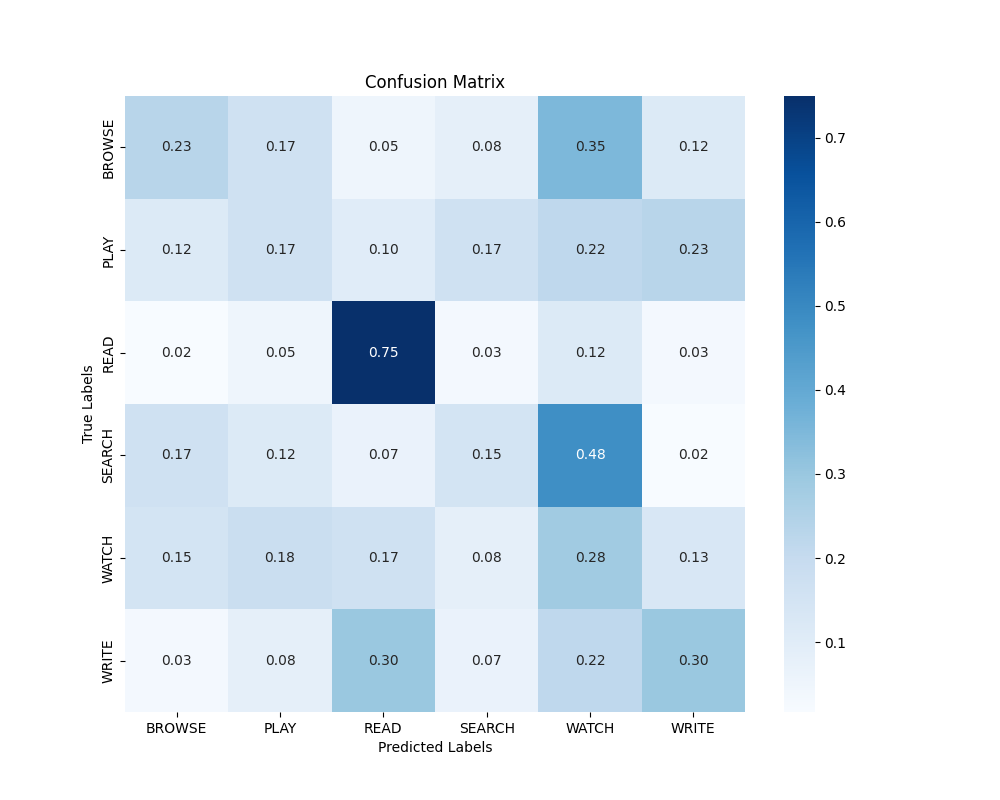 Confusion Matrix
BROWSE 0.23 0.17 0.05 0.08 0.35 0.12
PLAY 0.12 0.17 0.10 0.17 0.22 0.23
READ 0.02 0.05 0.75 0.03 0.12 0.03
SEARCH 0.17 0.12 0.07 0.15 0.48 0.02
WATCH 0.15 0.18 0.17 0.08 0.28 0.13
WRITE 0.03 0.08 0.30 0.07 0.22 0.30
True Labels
BROWSE PLAY READ SEARCH WATCH WRITE
Predicted Labels
0.7
0.6
0.5
0.4
0.3
0.2
0.1